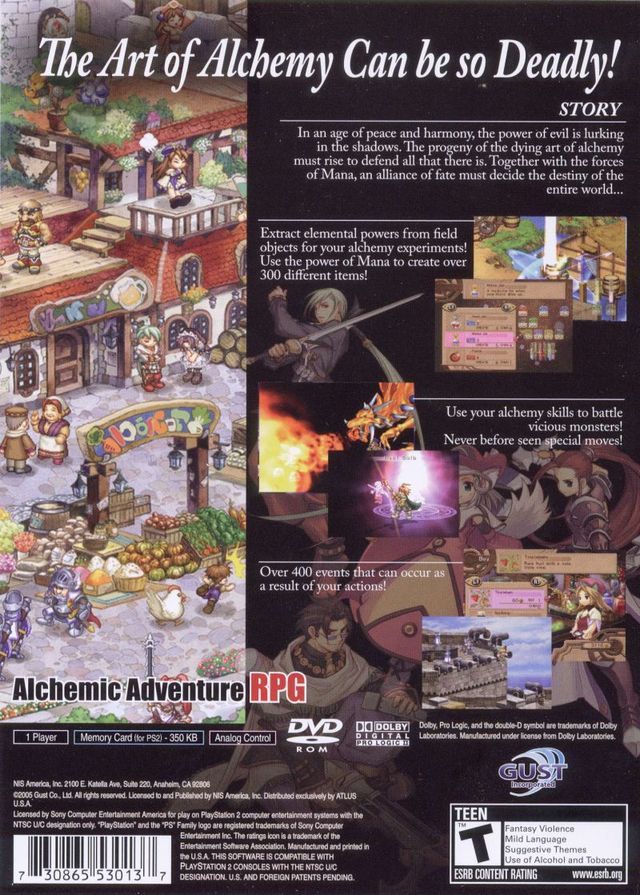 The Art of Alchemy Can be so Deadly!
STORY
In an age of peace and harmony, the power of evil is lurking
in the shadows. The progeny of the dying art of alchemy
must rise to defend all that there is. Together with the forces
of Mana, an alliance of fate must decide the destiny of the
entire world...
Extract elemental powers from field
objects for your alchemy experiments!
Use the power of Mana to create over
300 different items!
Use your alchemy skills to battle
vicious monsters!
Never before seen special moves!
Over 400 events that can occur as
a result of your actions!
Buy
Alchemic Adventure RPG
1 Player
Memory Card (for PS2) - 350 KB
Analog Control
DVD
ROM
DOLBY
DIGITAL
PRO LOGIC II
Dolby, Pro Logic, and the double-D symbol are trademarks of Dolby
Laboratories. Manufactured under license from Dolby Laboratories.
GUST
Incorporated
NIS America, Inc. 2100 E. Katella Ave, Suite 220, Anaheim, CA 92806
©2005 Gust Co., Ltd. All rights reserved. Licensed to and Published by NIS America, Inc. Distributed exclusively by ATLUS
U.S.A.
Licensed by Sony Computer Entertainment America for play on PlayStation 2 computer entertainment systems with the
NTSC U/C designation only. "PlayStation" and the "PS" Family logo are registered trademarks of Sony Computer
Entertainment Inc. The ratings icon is a trademark of the
Entertainment Software Association. Manufactured and printed in
the U.S.A. THIS SOFTWARE IS COMPATIBLE WITH
PLAYSTATION 2 CONSOLES WITH THE NTSC U/C
DESIGNATION. U.S. AND FOREIGN PATENTS PENDING.
7 30865 53013 7
TEEN
T
TM
Fantasy Violence
Mild Language
Suggestive Themes
Use of Alcohol and Tobacco
ESRB CONTENT RATING
www.esrb.org